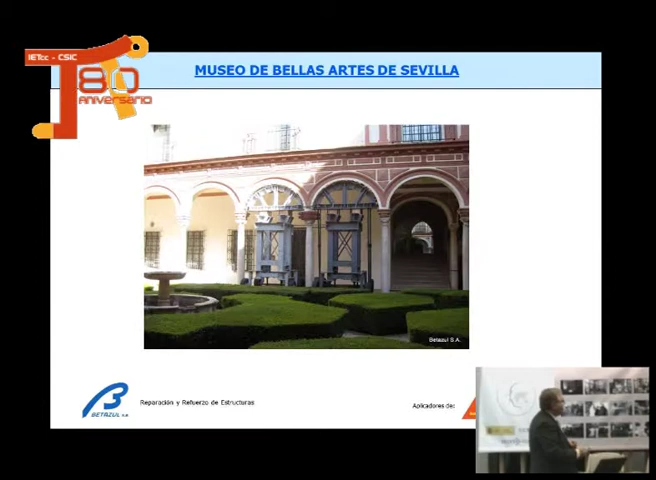 IETcc - CSIC
80
Aniversario
MUSEO DE BELLAS ARTES DE SEVILLA
Betazul S.A.
BETAZUL S.A.
Reparación y Refuerzo de Estructuras
Aplicadores de: